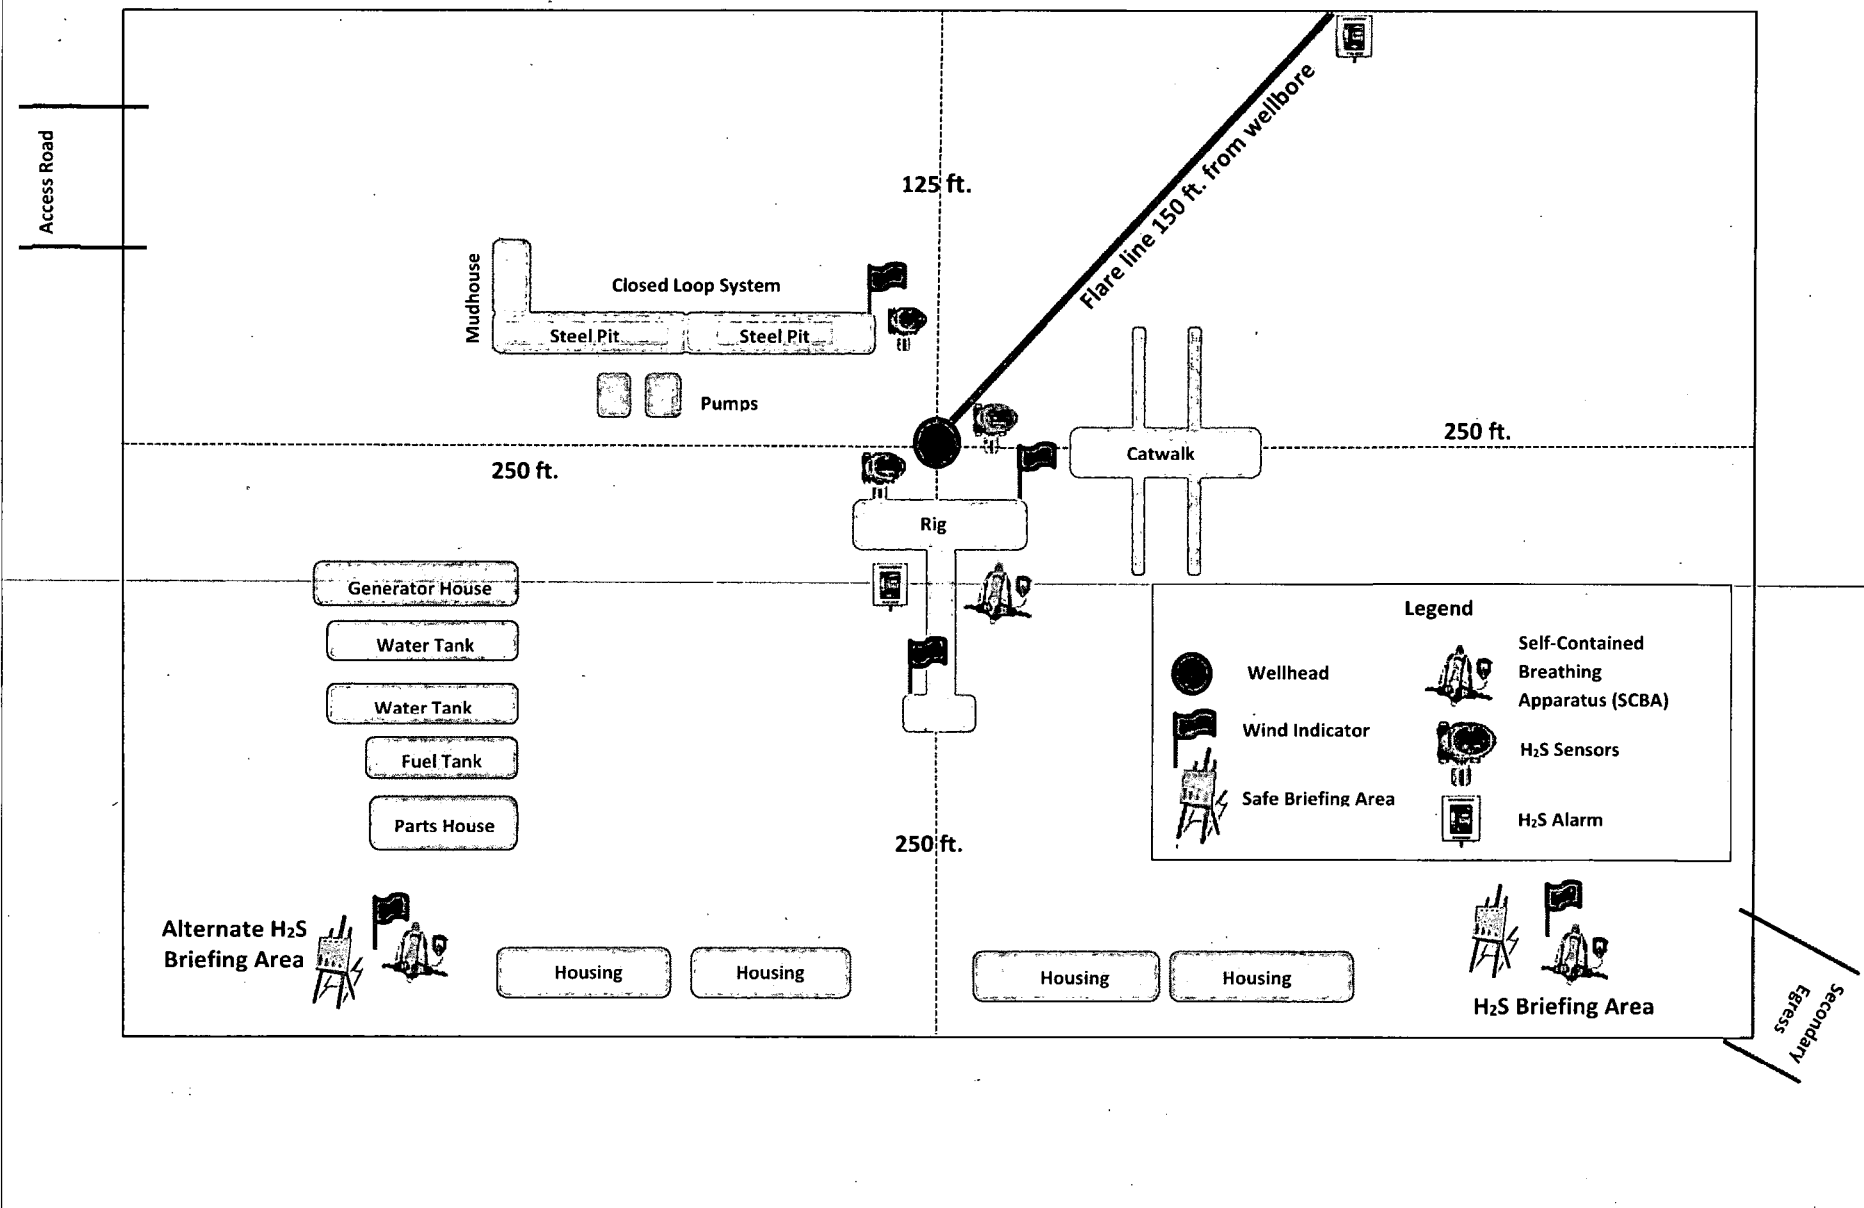 Access Road
125 ft.
Flare line 150 ft. from wellbore
Mudhouse
Closed Loop System
Steel Pit
Steel Pit
Pumps
250 ft.
250 ft.
Catwalk
Rig
Generator House
Water Tank
Water Tank
Fuel Tank
Parts House
250 ft.
Legend
Wellhead
Wind Indicator
Safe Briefing Area
Self-Contained
Breathing
Apparatus (SCBA)
H₂S Sensors
H₂S Alarm
Alternate H₂S
Briefing Area
Housing
Housing
Housing
Housing
H₂S Briefing Area
Secondary
Egress